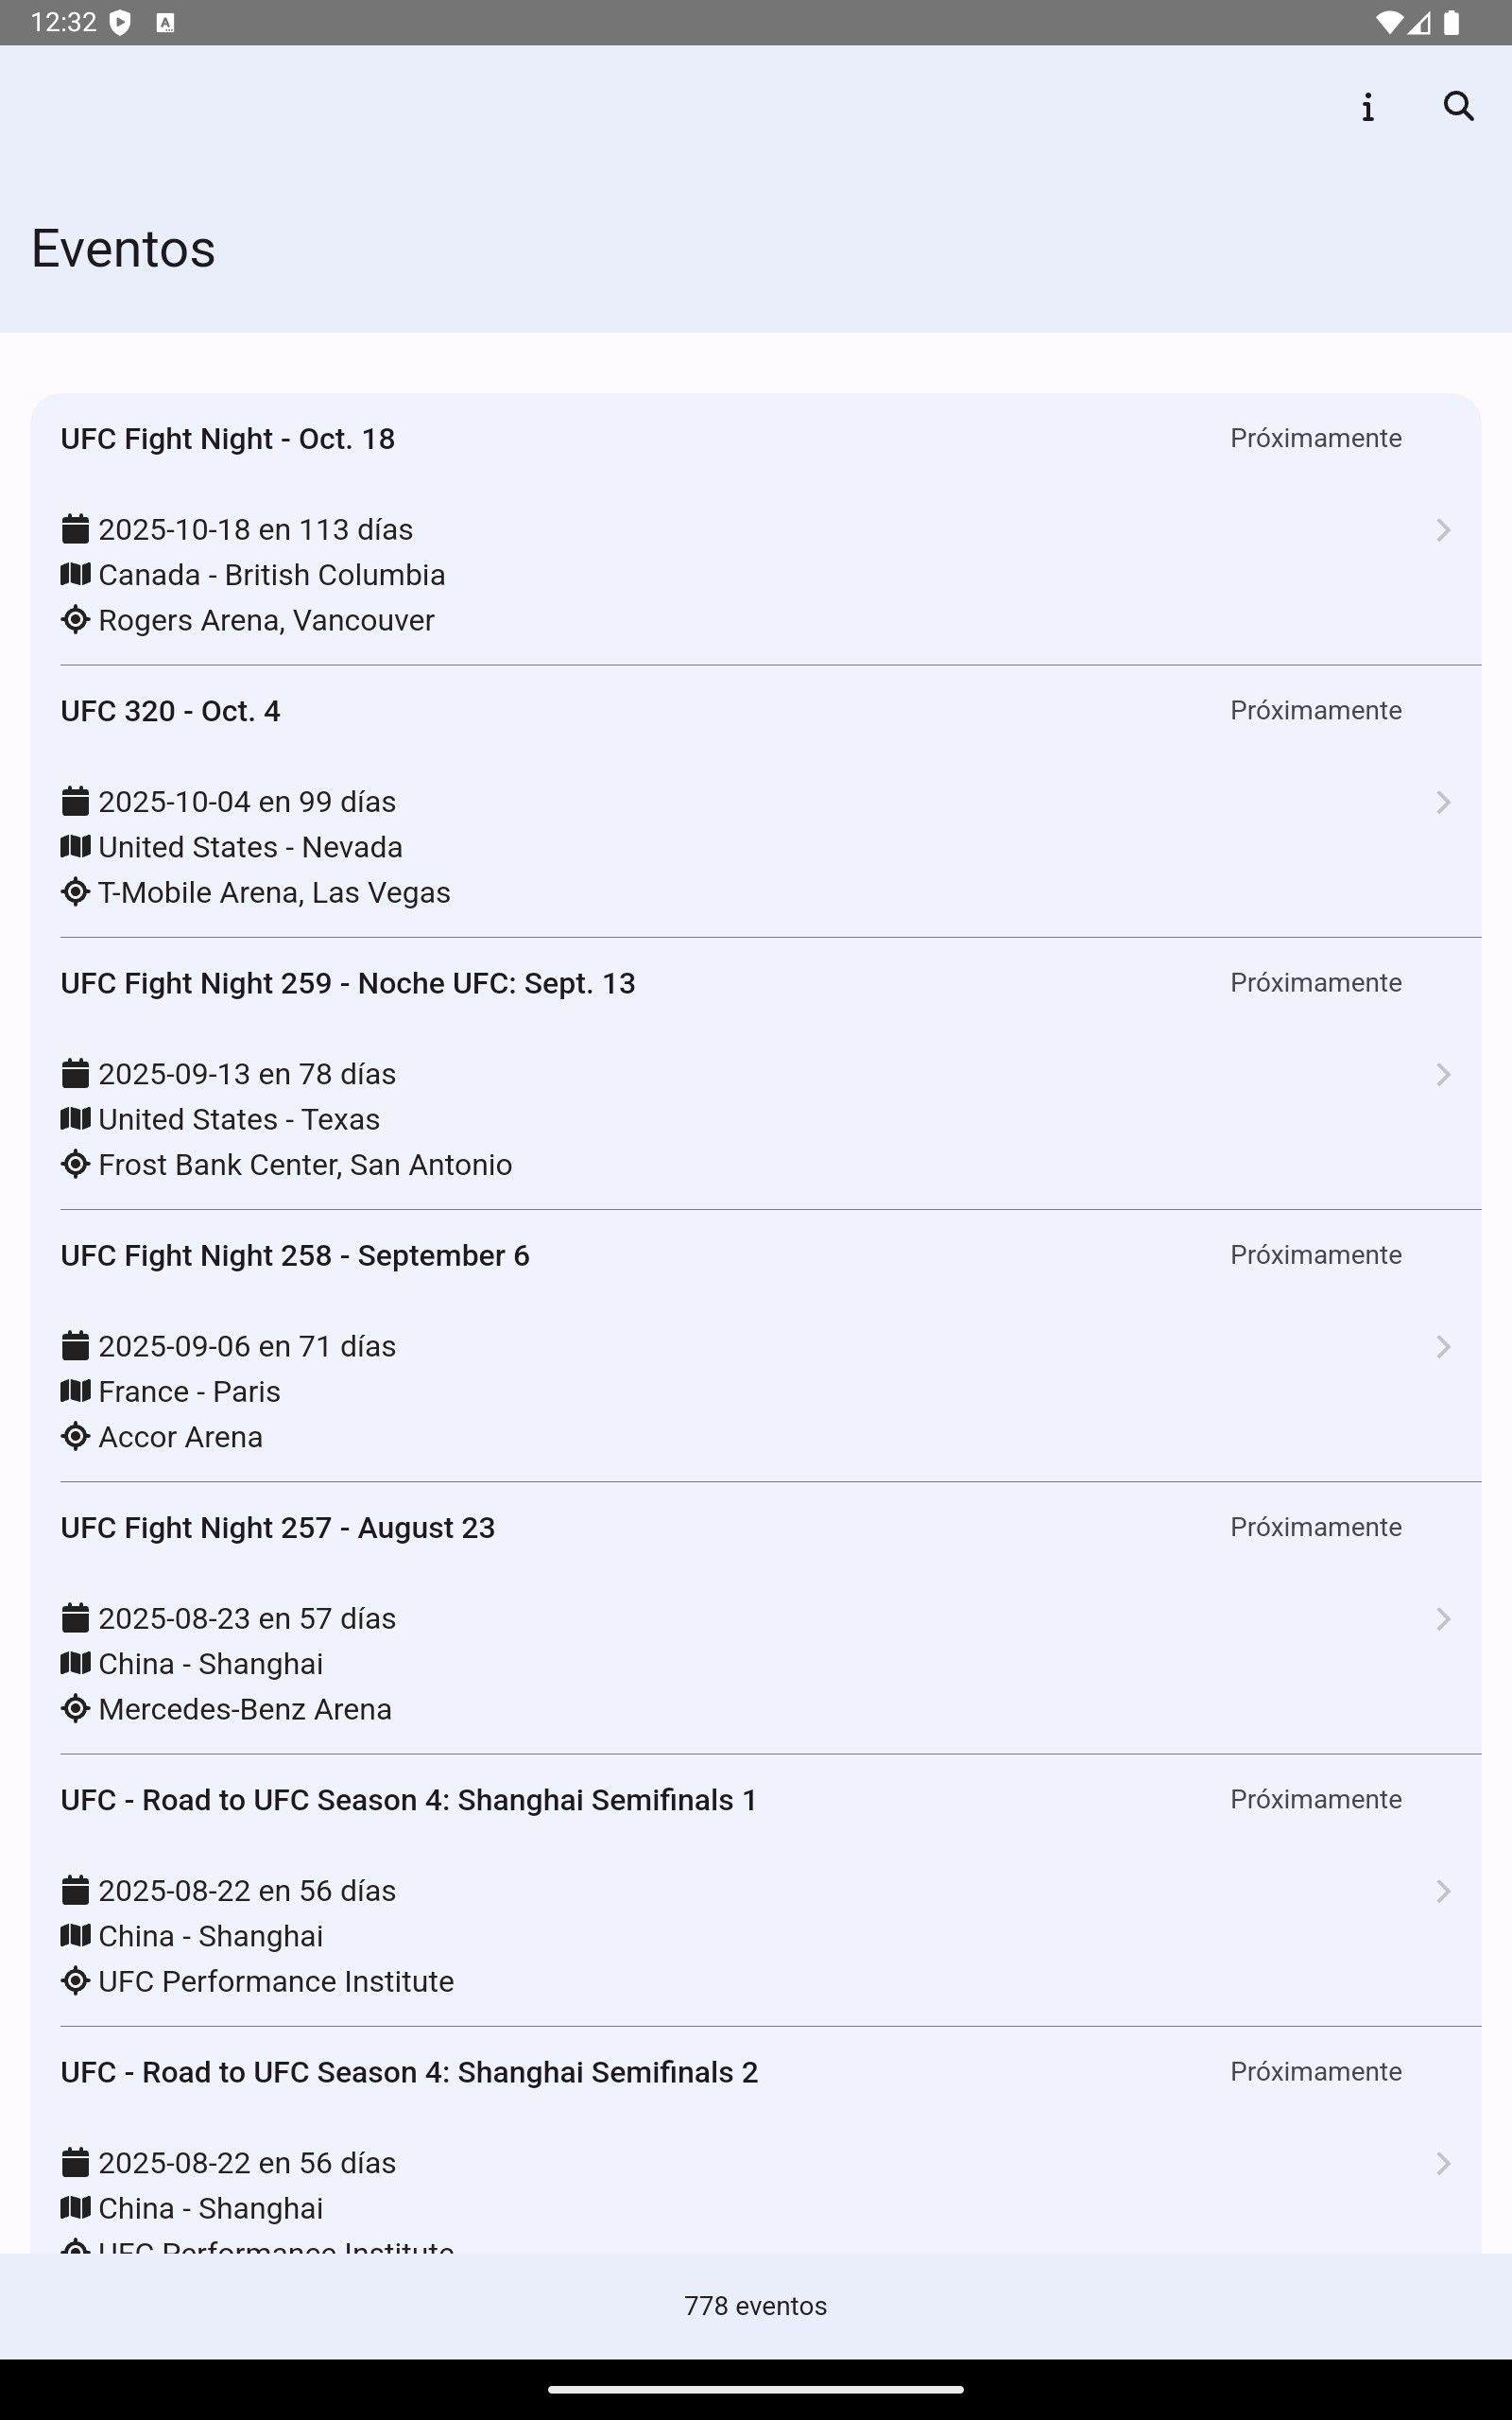 12:32
Eventos
UFC Fight Night - Oct. 18
Próximamente
2025-10-18 en 113 días
Canada - British Columbia
Rogers Arena, Vancouver
UFC 320 - Oct. 4
Próximamente
2025-10-04 en 99 días
United States - Nevada
T-Mobile Arena, Las Vegas
UFC Fight Night 259 - Noche UFC: Sept. 13
Próximamente
2025-09-13 en 78 días
United States - Texas
Frost Bank Center, San Antonio
UFC Fight Night 258 - September 6
Próximamente
2025-09-06 en 71 días
France - Paris
Accor Arena
UFC Fight Night 257 - August 23
Próximamente
2025-08-23 en 57 días
China - Shanghai
Mercedes-Benz Arena
UFC - Road to UFC Season 4: Shanghai Semifinals 1
Próximamente
2025-08-22 en 56 días
China - Shanghai
UFC Performance Institute
UFC - Road to UFC Season 4: Shanghai Semifinals 2
Próximamente
2025-08-22 en 56 días
China - Shanghai
UFC Performance Institute
778 eventos